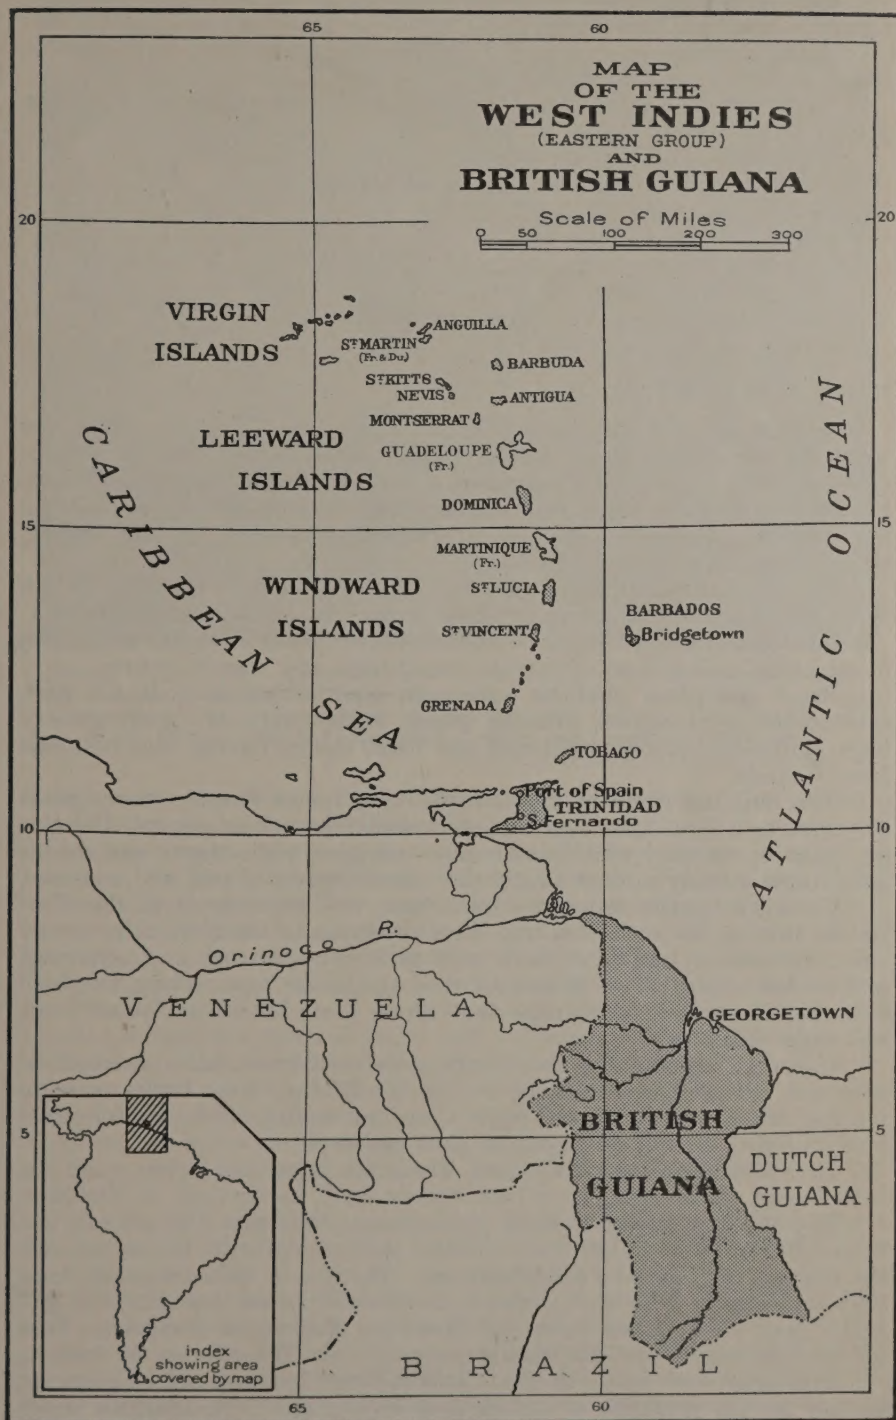 65 60
MAP
OF THE
WEST INDIES
(EASTERN GROUP)
AND
BRITISH GUIANA
20 20
Scale of Miles
0 50 100 200 300
VIRGIN
ISLANDS
ANGUILLA
ST MARTIN
(Fr. & Du.)
BARBUDA
ST KITTS
NEVIS
ANTIGUA
MONTSERRAT
LEEWARD
ISLANDS
GUADELOUPE
(Fr.)
DOMINICA
CARIBBEAN SEA
ATLANTIC OCEAN
15 15
MARTINIQUE
(Fr.)
WINDWARD
ISLANDS
ST LUCIA
BARBADOS
Bridgetown
ST VINCENT
GRENADA
TOBAGO
Port of Spain
TRINIDAD
S. Fernando
10 10
Orinoco R.
VENEZUELA
GEORGETOWN
BRITISH
GUIANA
5 5
DUTCH
GUIANA
BRAZIL
index
showing area
covered by map
65 60